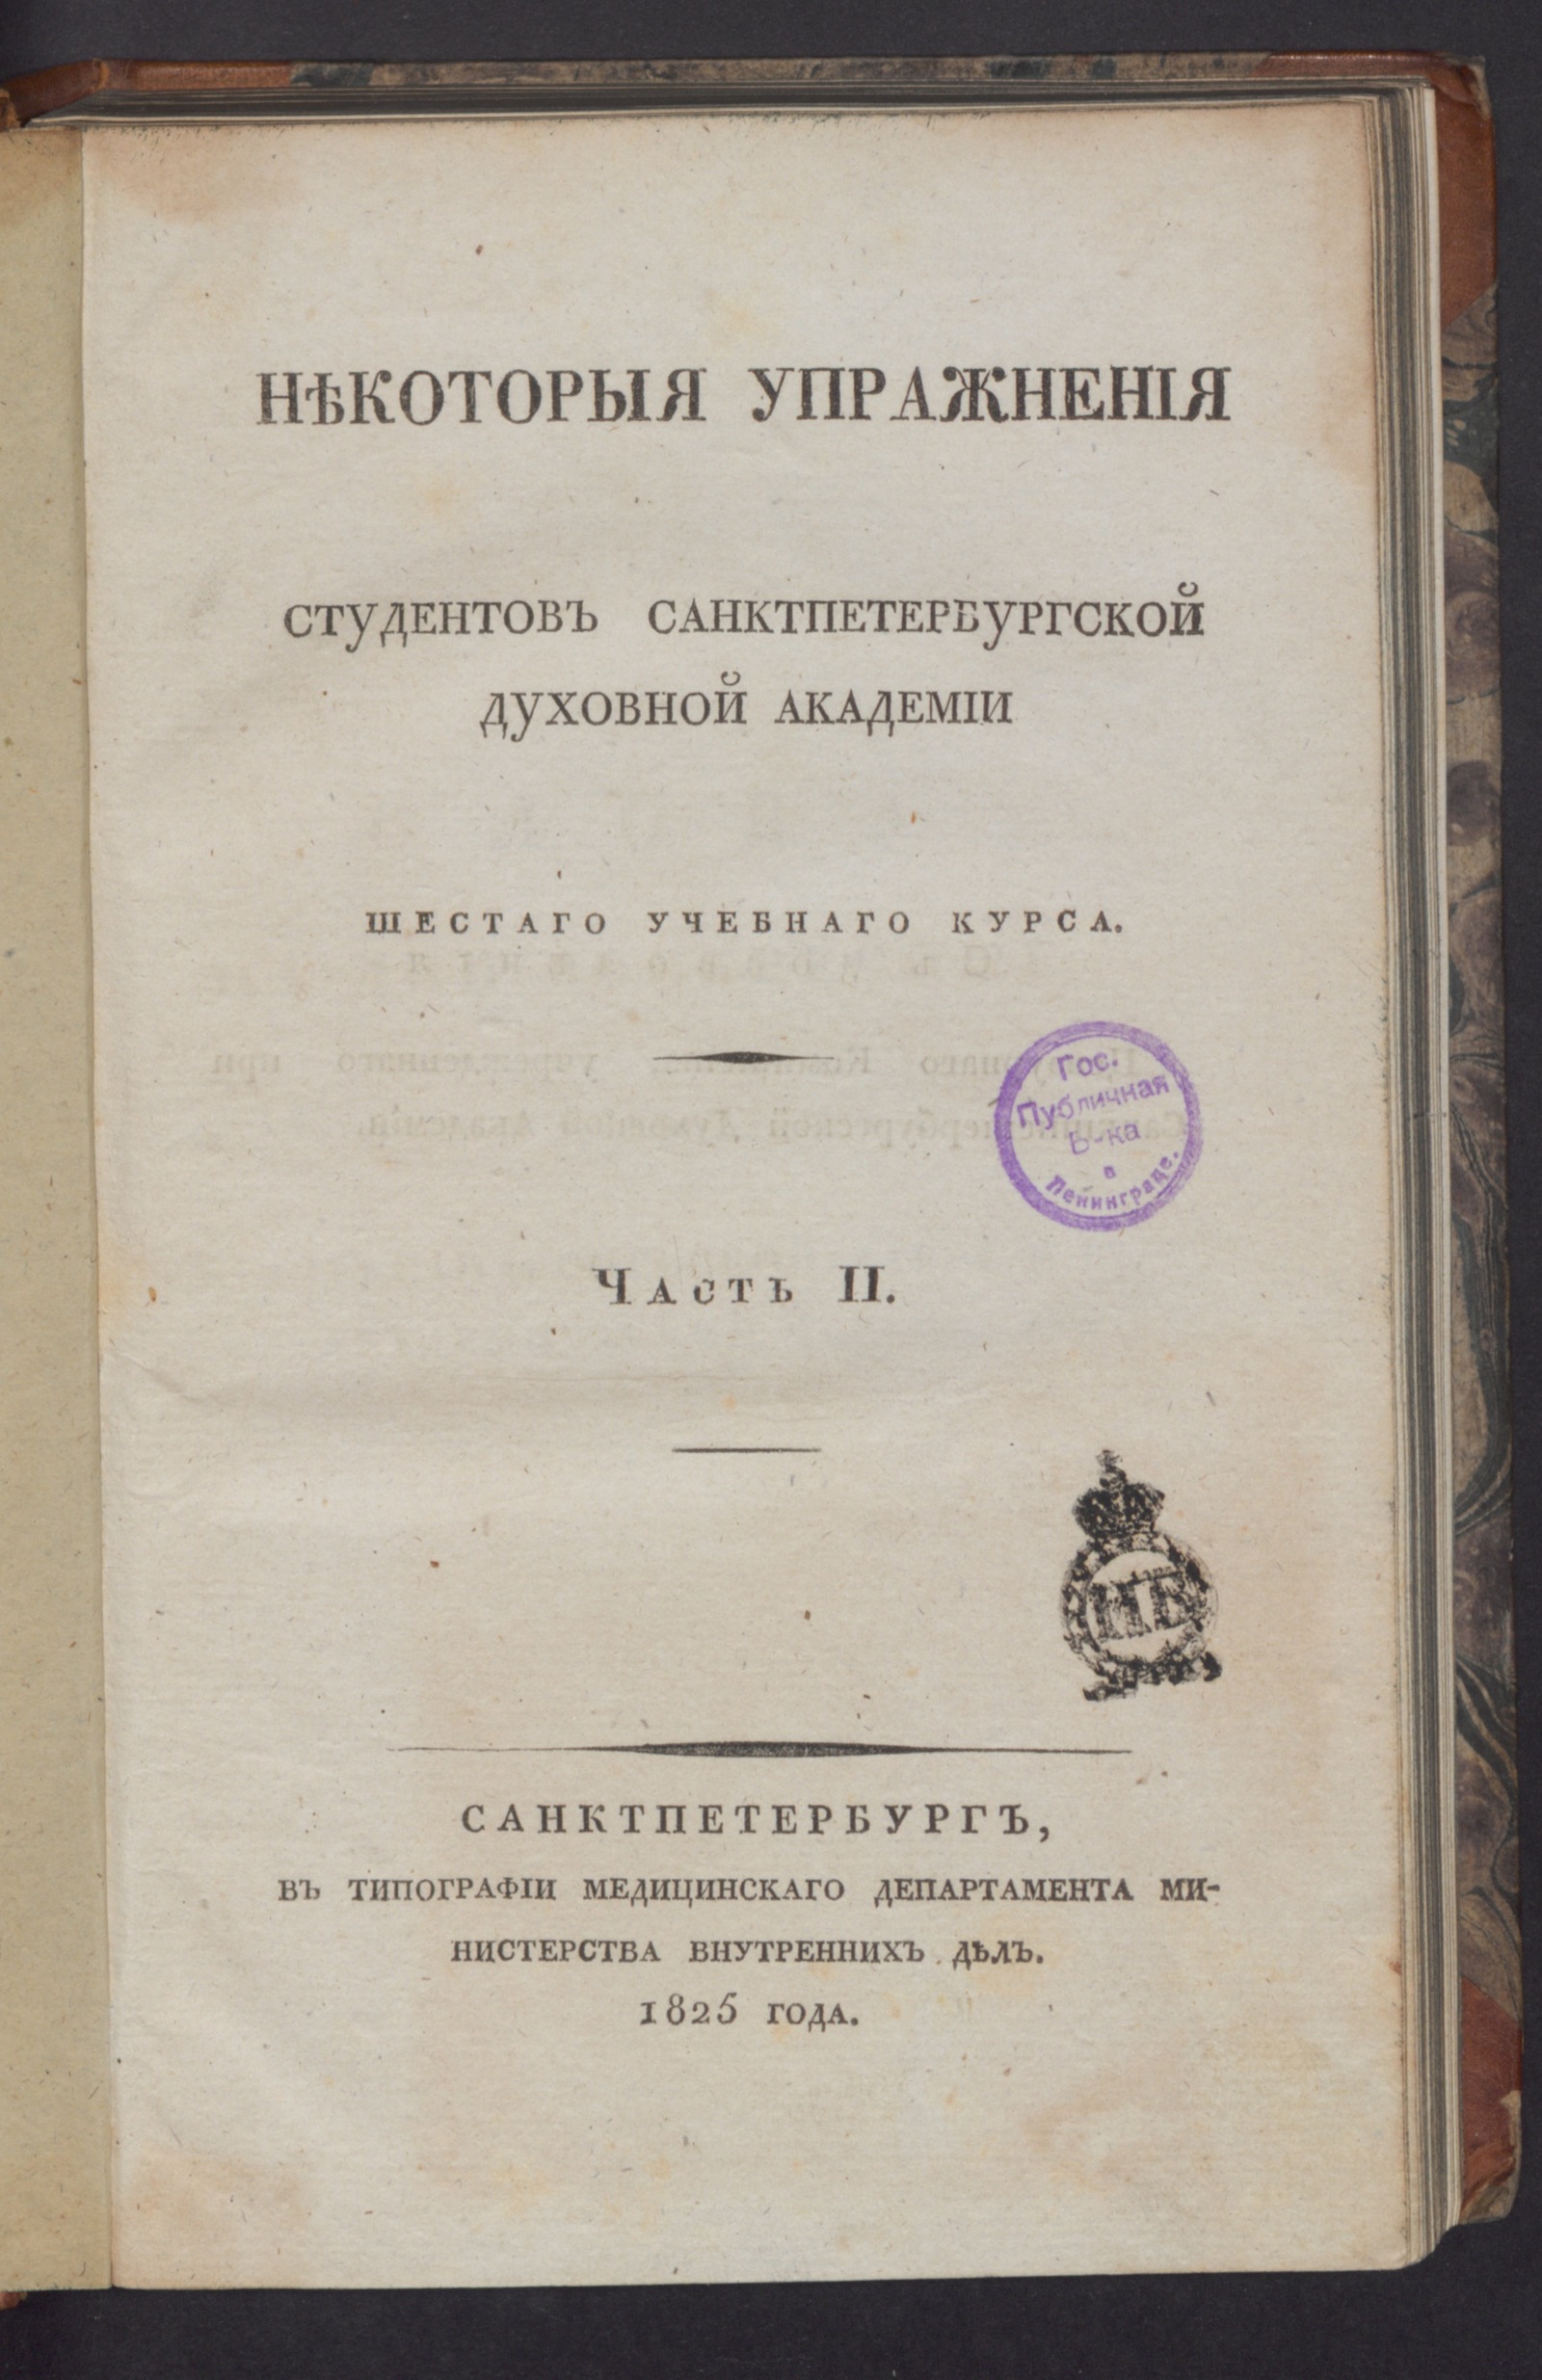 НѢКОТОРЫЯ УПРАЖНЕНІЯ
СТУДЕНТОВЪ САНКТПЕТЕРБУРГСКОЙ
ДУХОВНОЙ АКАДЕМІИ
ШЕСТАГО УЧЕБНАГО КУРСА.
Гос.
Публичная
Б-ка
в
Ленинграде.
ЧАСТЬ II.
САНКТПЕТЕРБУРГЪ,
ВЪ ТИПОГРАФІИ МЕДИЦИНСКАГО ДЕПАРТАМЕНТА МИ-
НИСТЕРСТВА ВНУТРЕННИХЪ ДѢЛЪ.
1825 ГОДА.